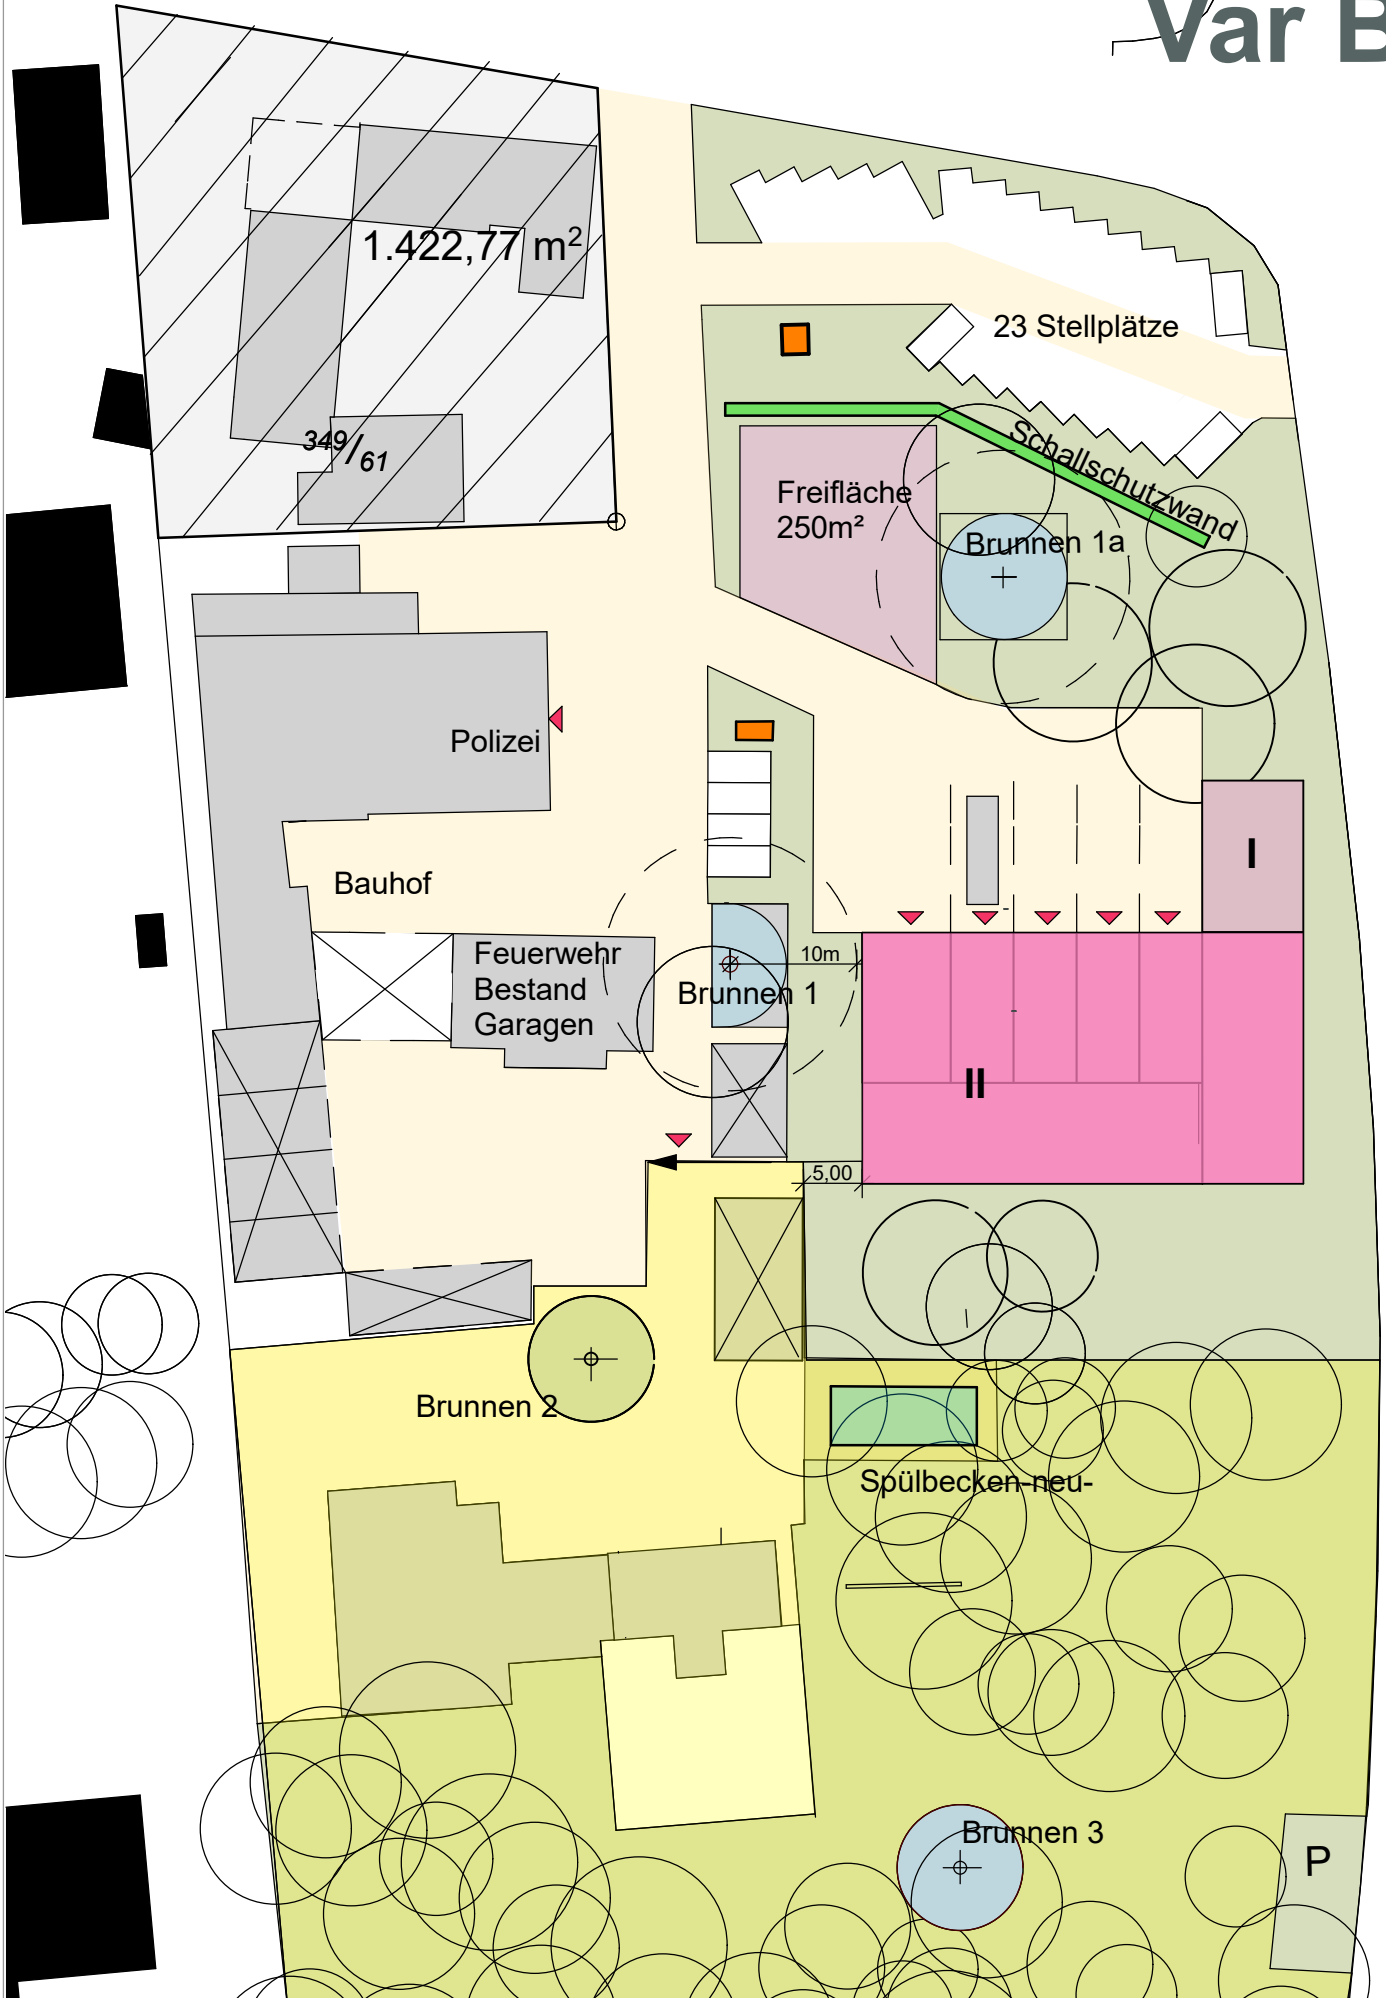 Var B
1.422,77 m²
23 Stellplätze
349/61
Schallschutzwand
Freifläche
250m²
Brunnen 1a
Polizei
I
Bauhof
Feuerwehr
Bestand
Garagen
10m
Brunnen 1
II
5,00
Brunnen 2
Spülbecken-neu-
Brunnen 3
P